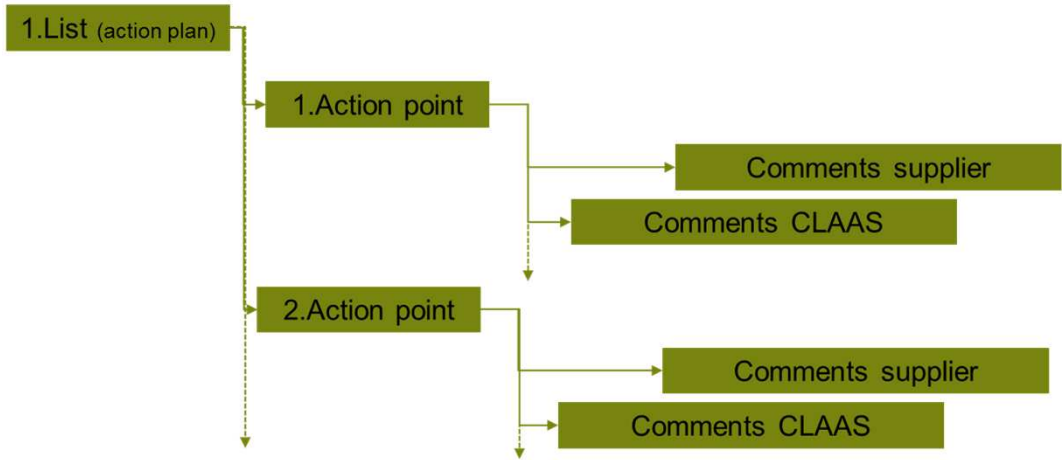 1.List (action plan)
1.Action point
Comments supplier
Comments CLAAS
2.Action point
Comments supplier
Comments CLAAS